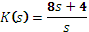 K(s) = (8s + 4)/s